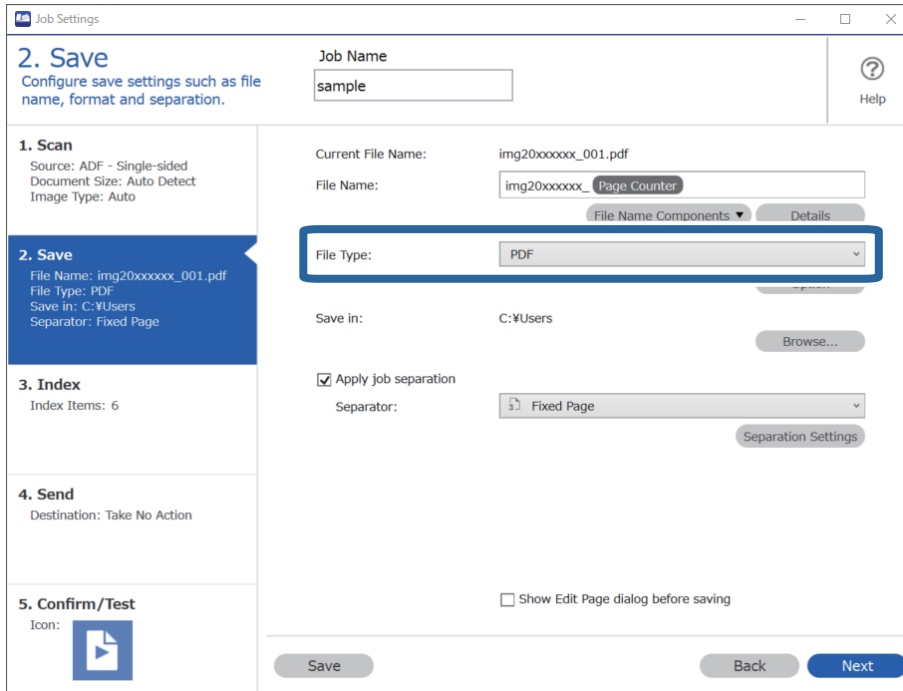 Job Settings
2. Save
Configure save settings such as file
name, format and separation.
Job Name
sample
Help
1. Scan
Source: ADF - Single-sided
Document Size: Auto Detect
Image Type: Auto
2. Save
File Name: img20xxxxxx_001.pdf
File Type: PDF
Save in: C:¥Users
Separator: Fixed Page
3. Index
Index Items: 6
4. Send
Destination: Take No Action
5. Confirm/Test
Icon:
Current File Name: img20xxxxxx_001.pdf
File Name: img20xxxxxx_ Page Counter
File Name Components ▼ Details
File Type: PDF
Save in: C:¥Users
Browse...
Apply job separation
Separator: Fixed Page
Separation Settings
Show Edit Page dialog before saving
Save Back Next